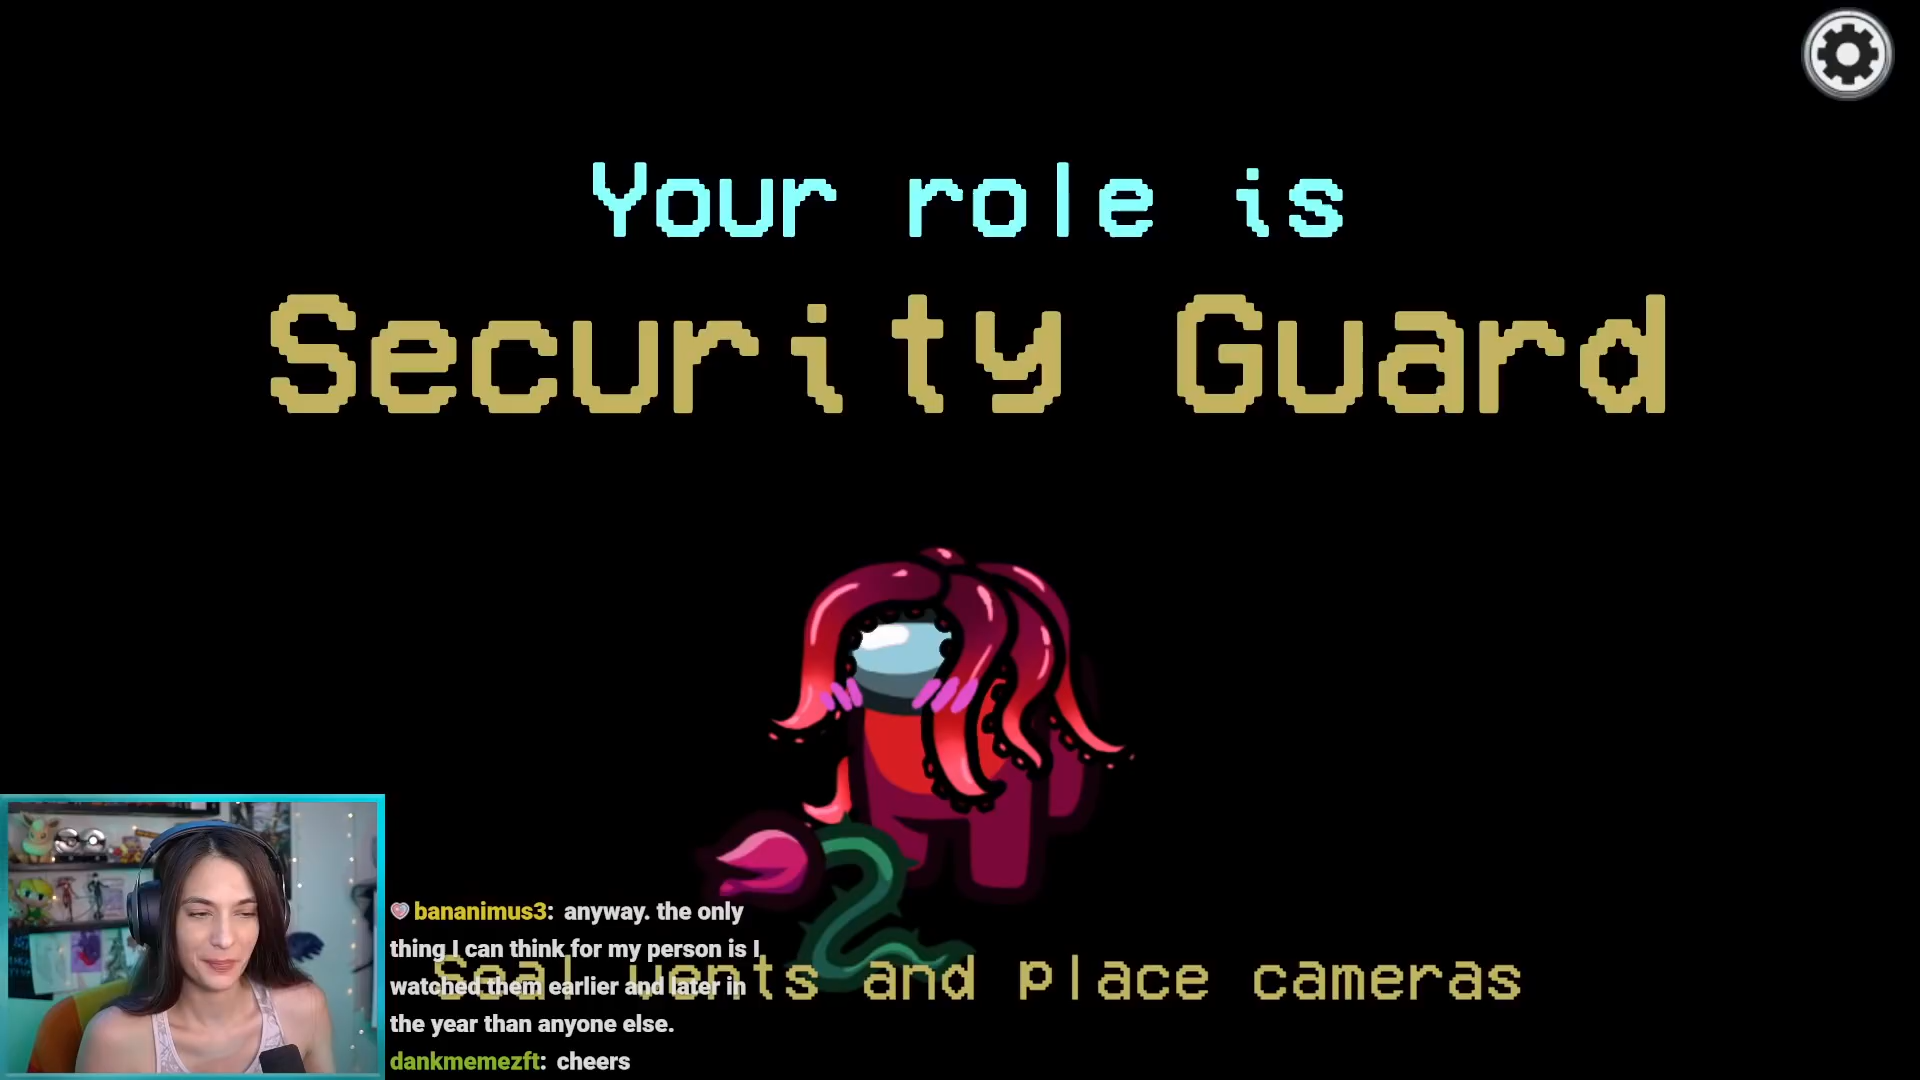 Your role is
Security Guard
Seal vents and place cameras
bananimus3: anyway. the only
thing I can think for my person is I
watched them earlier and later in
the year than anyone else.
dankmemezft: cheers